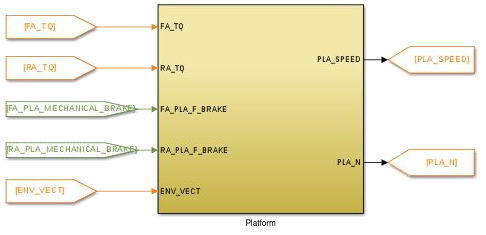 [FA_TQ]
FA_TQ
[RA_TQ]
RA_TQ
[FA_PLA_MECHANICAL_BRAKE]
FA_PLA_F_BRAKE
[RA_PLA_MECHANICAL_BRAKE]
RA_PLA_F_BRAKE
[ENV_VECT]
ENV_VECT
PLA_SPEED
[PLA_SPEED]
PLA_N
[PLA_N]
Platform